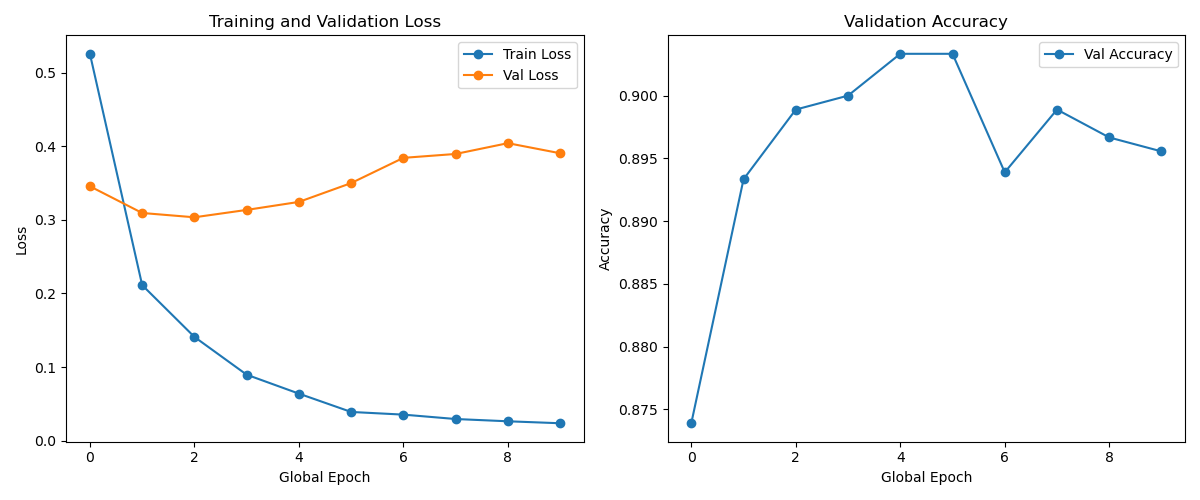 Training and Validation Loss
Train Loss
Val Loss
0.5
0.4
0.3
0.2
0.1
0.0
Loss
0 2 4 6 8
Global Epoch
Validation Accuracy
Val Accuracy
0.900
0.895
0.890
0.885
0.880
0.875
Accuracy
0 2 4 6 8
Global Epoch